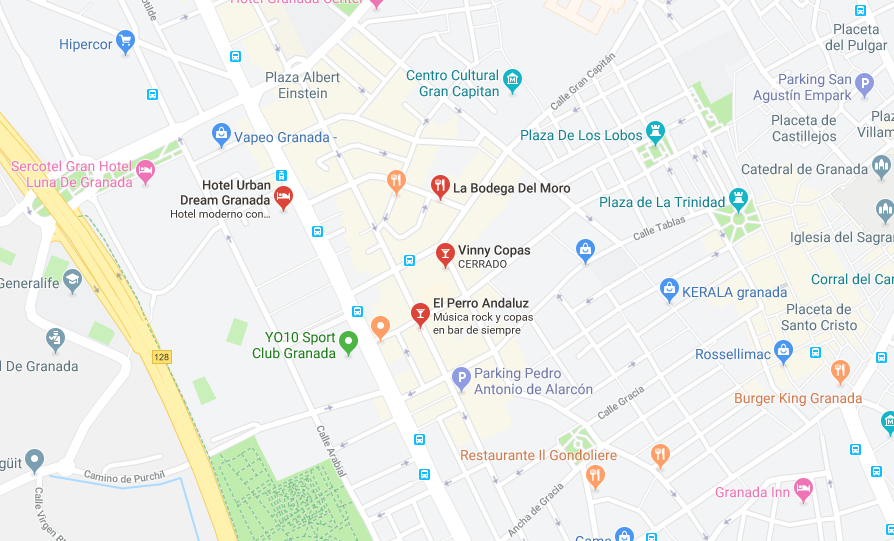 Hotel Granada Center
Hipercor
Placeta
del Pulgar
Plaza Albert
Einstein
Centro Cultural
Gran Capitan
Calle Gran Capitán
Parking San
Agustín Empark
Placeta de
Castillejos
Vapeo Granada -
Plaza De Los Lobos
Sercotel Gran Hotel
Luna De Granada
Catedral de Granada
Hotel Urban
Dream Granada
Hotel moderno con...
La Bodega Del Moro
Plaza de La Trinidad
Calle Tablas
Iglesia del Sagrar
Vinny Copas
CERRADO
Generalife
KERALA granada
Corral del Car
El Perro Andaluz
Música rock y copas
en bar de siempre
Placeta de
Santo Cristo
YO10 Sport
Club Granada
128
l De Granada
Rossellimac
Parking Pedro
Antonio de Alarcón
Calle Gracia
Burger King Granada
Calle Arabial
Restaurante Il Gondoliere
güit
Camino de Purchil
Calle Virgen B
Ancha de Gracia
Granada Inn
Game